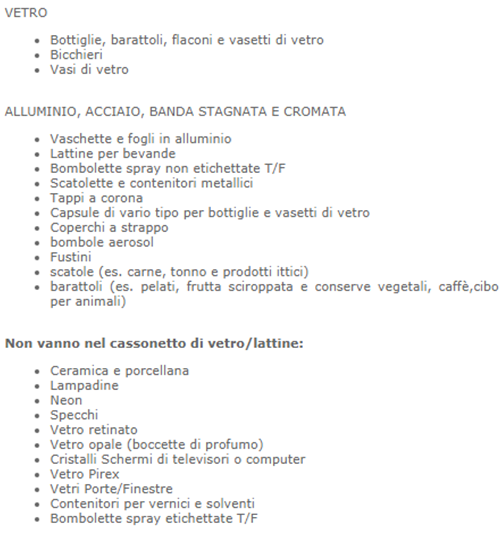 VETRO
• Bottiglie, barattoli, flaconi e vasetti di vetro
• Bicchieri
• Vasi di vetro
ALLUMINIO, ACCIAIO, BANDA STAGNATA E CROMATA
• Vaschette e fogli in alluminio
• Lattine per bevande
• Bombolette spray non etichettate T/F
• Scatolette e contenitori metallici
• Tappi a corona
• Capsule di vario tipo per bottiglie e vasetti di vetro
• Coperchi a strappo
• bombole aerosol
• Fustini
• scatole (es. carne, tonno e prodotti ittici)
• barattoli (es. pelati, frutta sciroppata e conserve vegetali, caffè,cibo
per animali)
Non vanno nel cassonetto di vetro/lattine:
• Ceramica e porcellana
• Lampadine
• Neon
• Specchi
• Vetro retinato
• Vetro opale (boccette di profumo)
• Cristalli Schermi di televisori o computer
• Vetro Pirex
• Vetri Porte/Finestre
• Contenitori per vernici e solventi
• Bombolette spray etichettate T/F